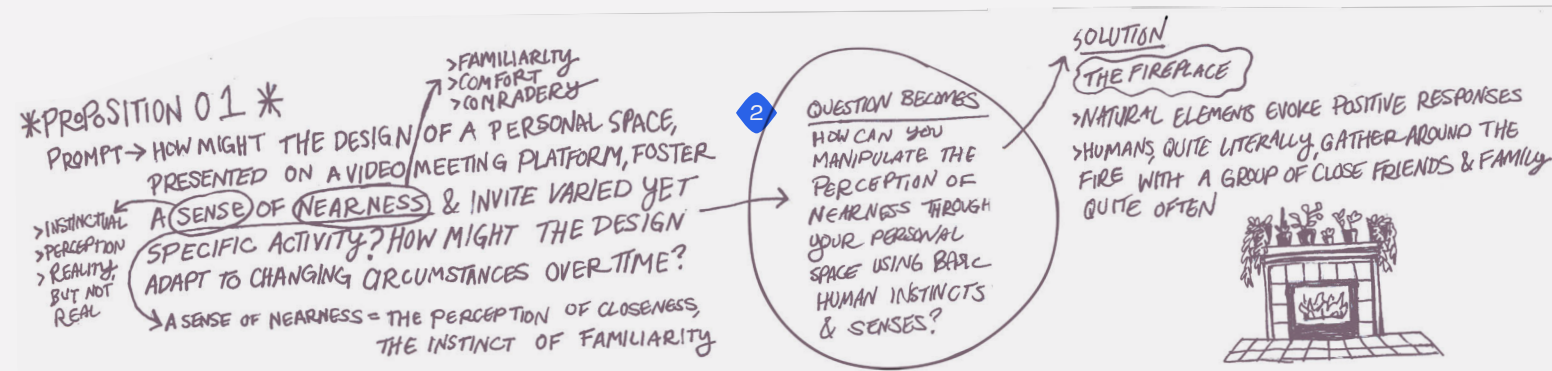 *PROPOSITION 01*
PROMPT→ HOW MIGHT THE DESIGN OF A PERSONAL SPACE,
PRESENTED ON A VIDEO MEETING PLATFORM, FOSTER
A SENSE OF NEARNESS & INVITE VARIED YET
SPECIFIC ACTIVITY? HOW MIGHT THE DESIGN
ADAPT TO CHANGING CIRCUMSTANCES OVER TIME?
>FAMILIARITY
>COMFORT
>COMRADERY
>INSTINCTUAL
>PERCEPTION
>REALITY,
BUT NOT
REAL
A SENSE OF NEARNESS = THE PERCEPTION OF CLOSENESS,
THE INSTINCT OF FAMILIARITY
2
QUESTION BECOMES
HOW CAN YOU
MANIPULATE THE
PERCEPTION OF
NEARNESS THROUGH
YOUR PERSONAL
SPACE USING BASIC
HUMAN INSTINCTS
& SENSES?
SOLUTION
THE FIREPLACE
>NATURAL ELEMENTS EVOKE POSITIVE RESPONSES
>HUMANS, QUITE LITERALLY, GATHER AROUND THE
FIRE WITH A GROUP OF CLOSE FRIENDS & FAMILY
QUITE OFTEN